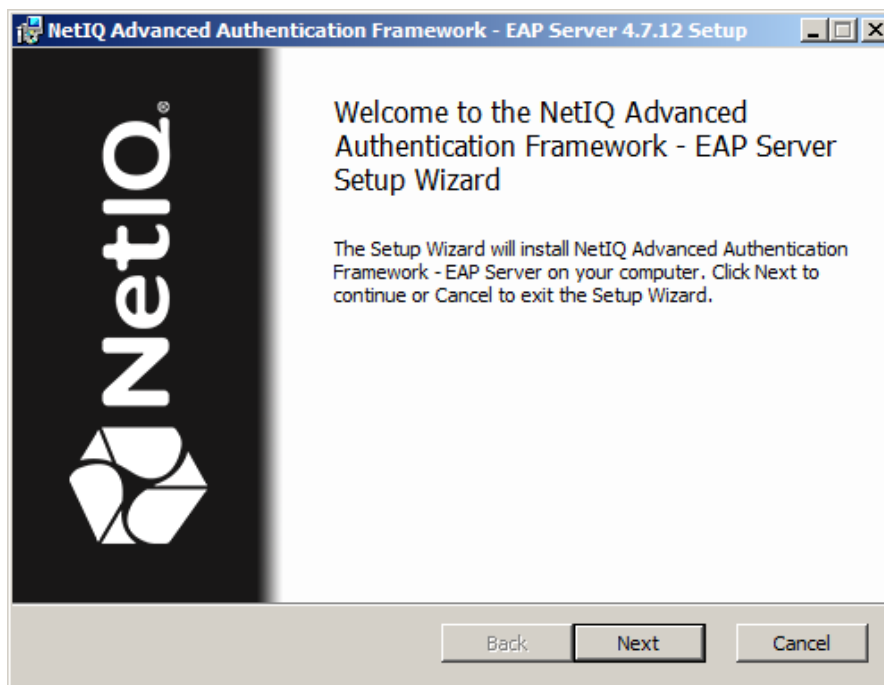 NetIQ Advanced Authentication Framework - EAP Server 4.7.12 Setup
NetIQ®
Welcome to the NetIQ Advanced
Authentication Framework - EAP Server
Setup Wizard
The Setup Wizard will install NetIQ Advanced Authentication
Framework - EAP Server on your computer. Click Next to
continue or Cancel to exit the Setup Wizard.
Back
Next
Cancel